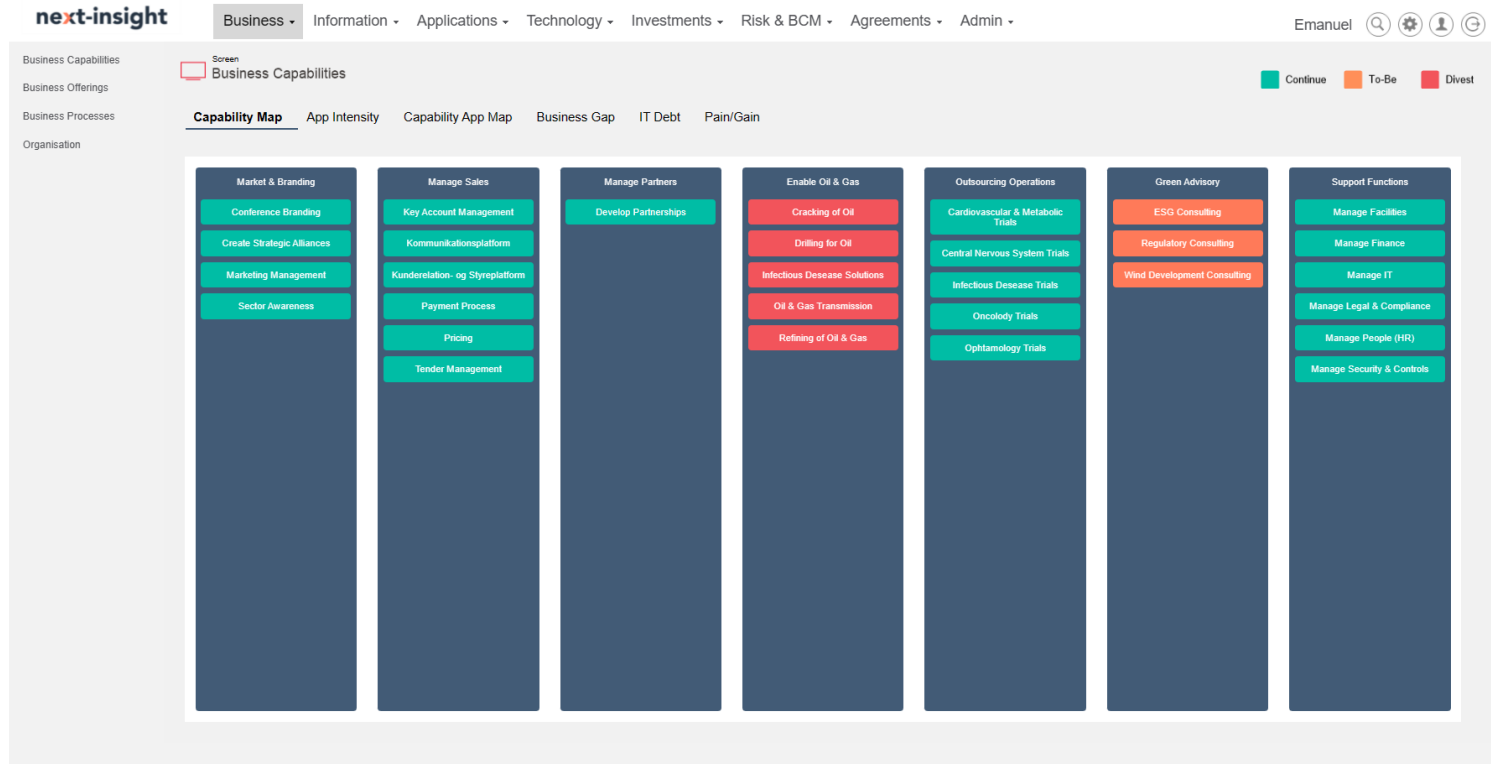 next-insight
Business
Information
Applications
Technology
Investments
Risk & BCM
Agreements
Admin
Emanuel
Business Capabilities
Business Offerings
Business Processes
Organisation
Screen
Business Capabilities
Continue
To-Be
Divest
Capability Map
App Intensity
Capability App Map
Business Gap
IT Debt
Pain/Gain
Market & Branding
Conference Branding
Create Strategic Alliances
Marketing Management
Sector Awareness
Manage Sales
Key Account Management
Kommunikationsplatform
Kunderelation- og Styreplatform
Payment Process
Pricing
Tender Management
Manage Partners
Develop Partnerships
Enable Oil & Gas
Cracking of Oil
Drilling for Oil
Infectious Desease Solutions
Oil & Gas Transmission
Refining of Oil & Gas
Outsourcing Operations
Cardiovascular & Metabolic
Trials
Central Nervous System Trials
Infectious Desease Trials
Oncolody Trials
Ophtamology Trials
Green Advisory
ESG Consulting
Regulatory Consulting
Wind Development Consulting
Support Functions
Manage Facilities
Manage Finance
Manage IT
Manage Legal & Compliance
Manage People (HR)
Manage Security & Controls